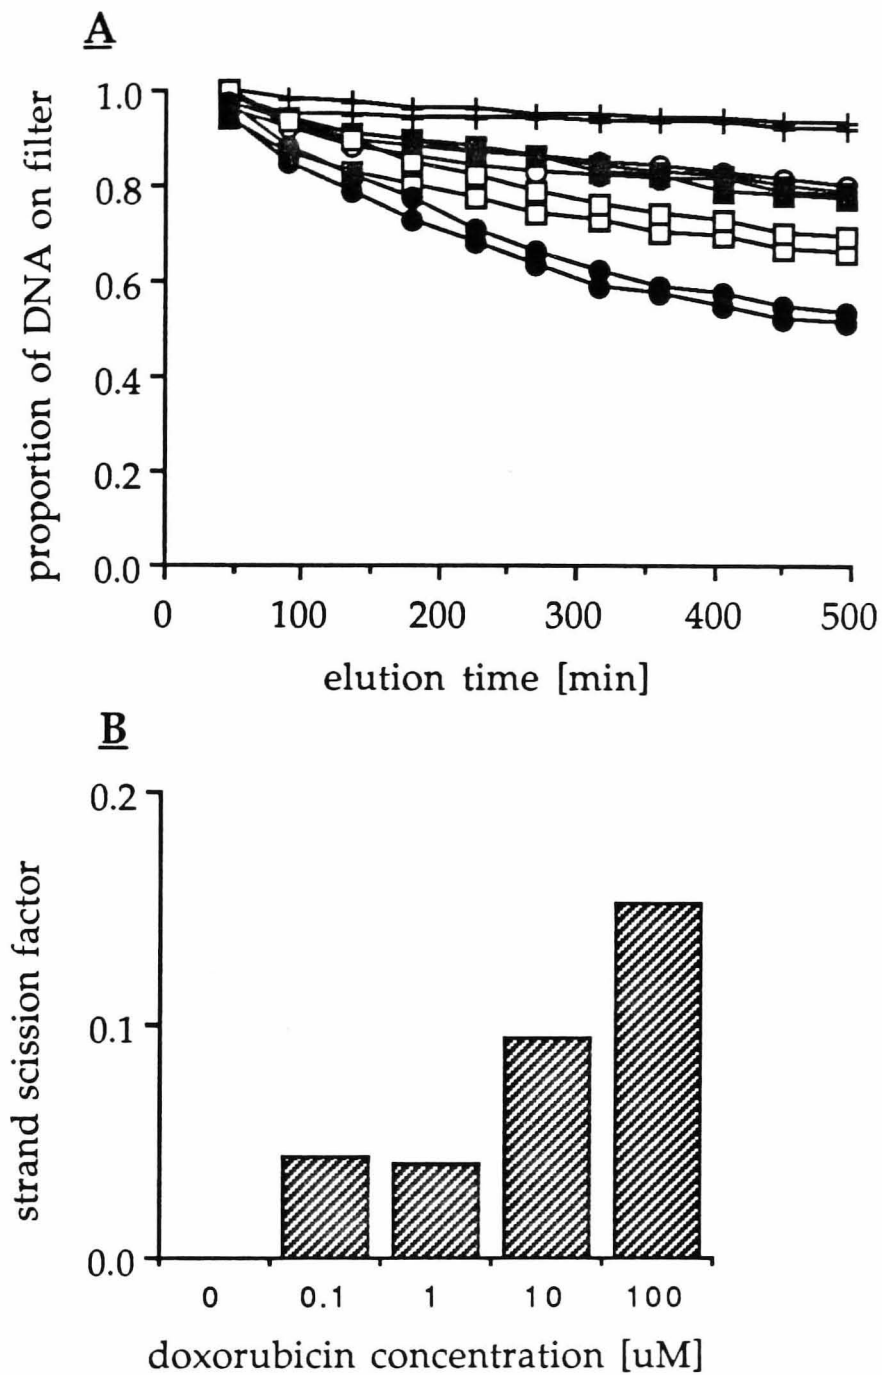 A
1.0
0.8
0.6
0.4
0.2
0.0
proportion of DNA on filter
0 100 200 300 400 500
elution time [min]
B
0.2
0.1
0.0
strand scission factor
0 0.1 1 10 100
doxorubicin concentration [uM]